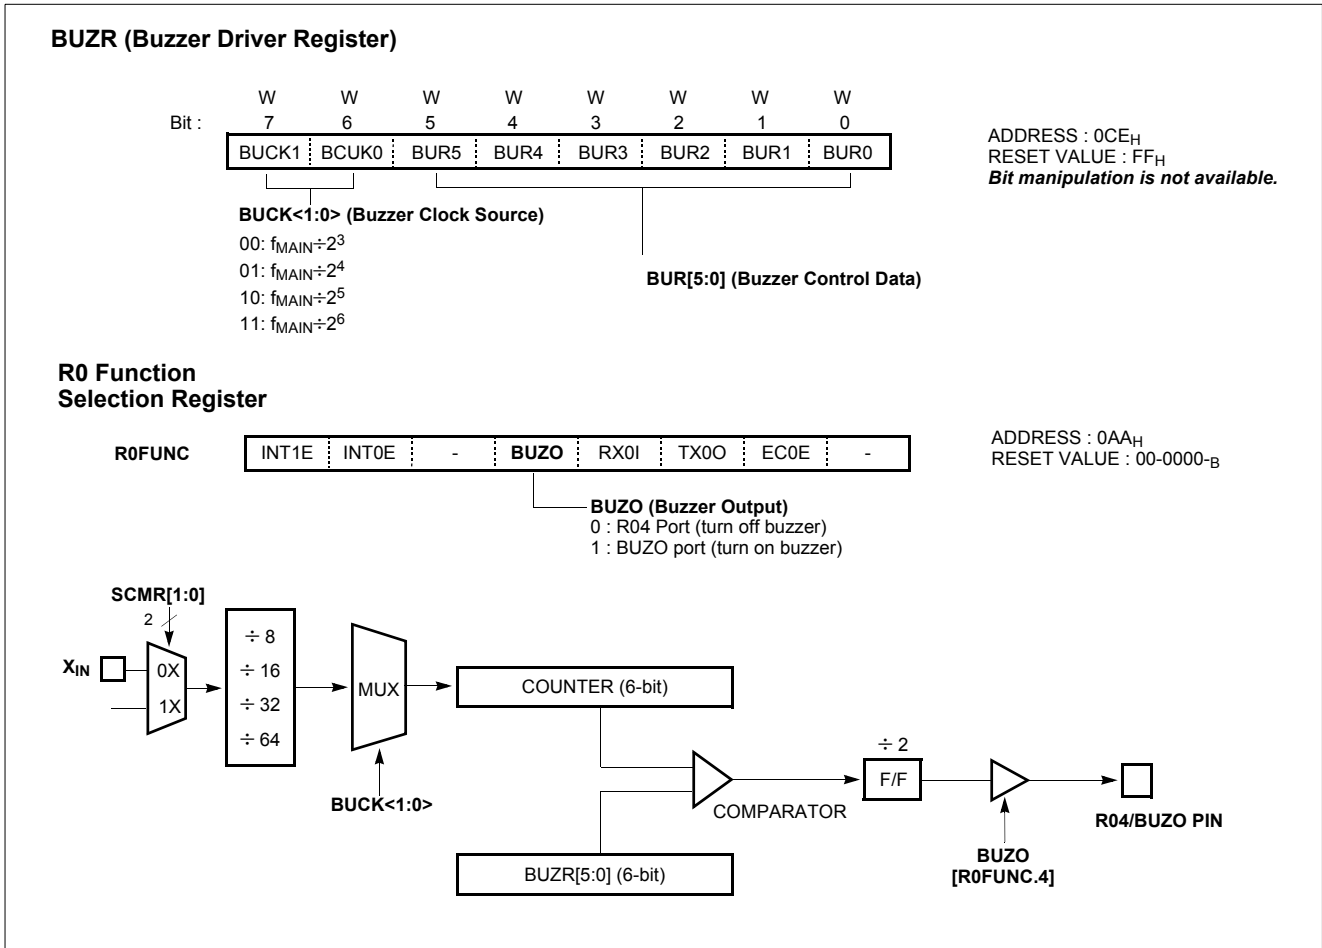 BUZR (Buzzer Driver Register)
W W W W W W W W
Bit : 7 6 5 4 3 2 1 0
BUCK1 BCUK0 BUR5 BUR4 BUR3 BUR2 BUR1 BUR0
ADDRESS : 0CEH
RESET VALUE : FFH
Bit manipulation is not available.
BUCK<1:0> (Buzzer Clock Source)
00: fMAIN÷2³
01: fMAIN÷2⁴
10: fMAIN÷2⁵
11: fMAIN÷2⁶
BUR[5:0] (Buzzer Control Data)
R0 Function
Selection Register
R0FUNC INT1E INT0E - BUZO RX0I TX0O EC0E -
ADDRESS : 0AAH
RESET VALUE : 00-0000-B
BUZO (Buzzer Output)
0 : R04 Port (turn off buzzer)
1 : BUZO port (turn on buzzer)
SCMR[1:0]
2
XIN
0X
1X
÷ 8
÷ 16
÷ 32
÷ 64
MUX
BUCK<1:0>
COUNTER (6-bit)
COMPARATOR
BUZR[5:0] (6-bit)
÷ 2
F/F
BUZO
[R0FUNC.4]
R04/BUZO PIN